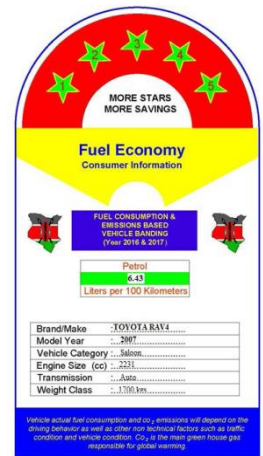 1 2 3 4 5
MORE STARS
MORE SAVINGS
Fuel Economy
Consumer Information
FUEL CONSUMPTION &
EMISSIONS BASED
VEHICLE BANDING
(Year 2016 & 2017)
Petrol
6.43
Liters per 100 Kilometers
Brand/Make :TOYOTA RAV4
Model Year : 2007
Vehicle Category : Saloon
Engine Size (cc) : 2231
Transmission : Auto
Weight Class : 1700 kgs
Vehicle actual fuel consumption and co₂ emissions will depend on the
driving behavior as well as other non technical factors such as traffic
condition and vehicle condition. Co₂ is the main green house gas
responsible for global warming.